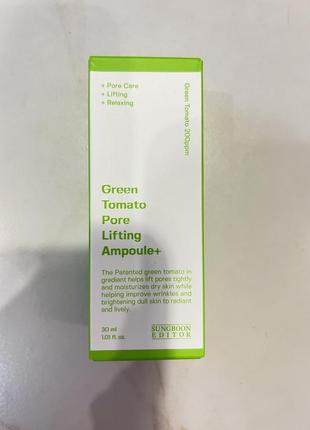 + Pore Care
+ Lifting
+ Relaxing
Green Tomato 200ppm
Green
Tomato
Pore
Lifting
Ampoule+
The Patented green tomato in
gredient helps lift pores tightly
and moisturizes dry skin while
helping improve wrinkles and
brightening dull skin to radiant
and lively.
30 ml
1.01 fl. oz.
SUNGBOON
EDITOR